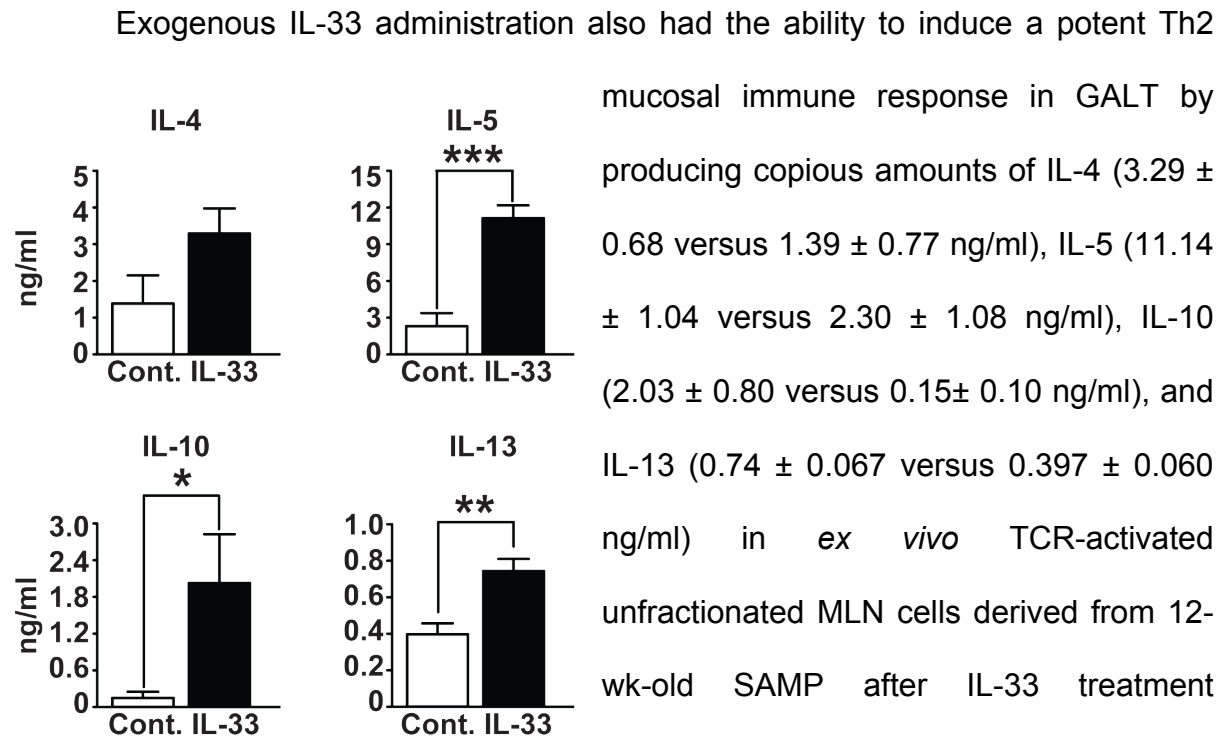 Exogenous IL-33 administration also had the ability to induce a potent Th2
mucosal immune response in GALT by
producing copious amounts of IL-4 (3.29 ±
0.68 versus 1.39 ± 0.77 ng/ml), IL-5 (11.14
± 1.04 versus 2.30 ± 1.08 ng/ml), IL-10
(2.03 ± 0.80 versus 0.15± 0.10 ng/ml), and
IL-13 (0.74 ± 0.067 versus 0.397 ± 0.060
ng/ml) in ex vivo TCR-activated
unfractionated MLN cells derived from 12-
wk-old SAMP after IL-33 treatment
IL-4
ng/ml
5
4
3
2
1
0
Cont. IL-33
IL-5
***
15
12
9
6
3
0
Cont. IL-33
IL-10
*
ng/ml
3.0
2.4
1.8
1.2
0.6
0
Cont. IL-33
IL-13
**
1.0
0.8
0.6
0.4
0.2
0
Cont. IL-33